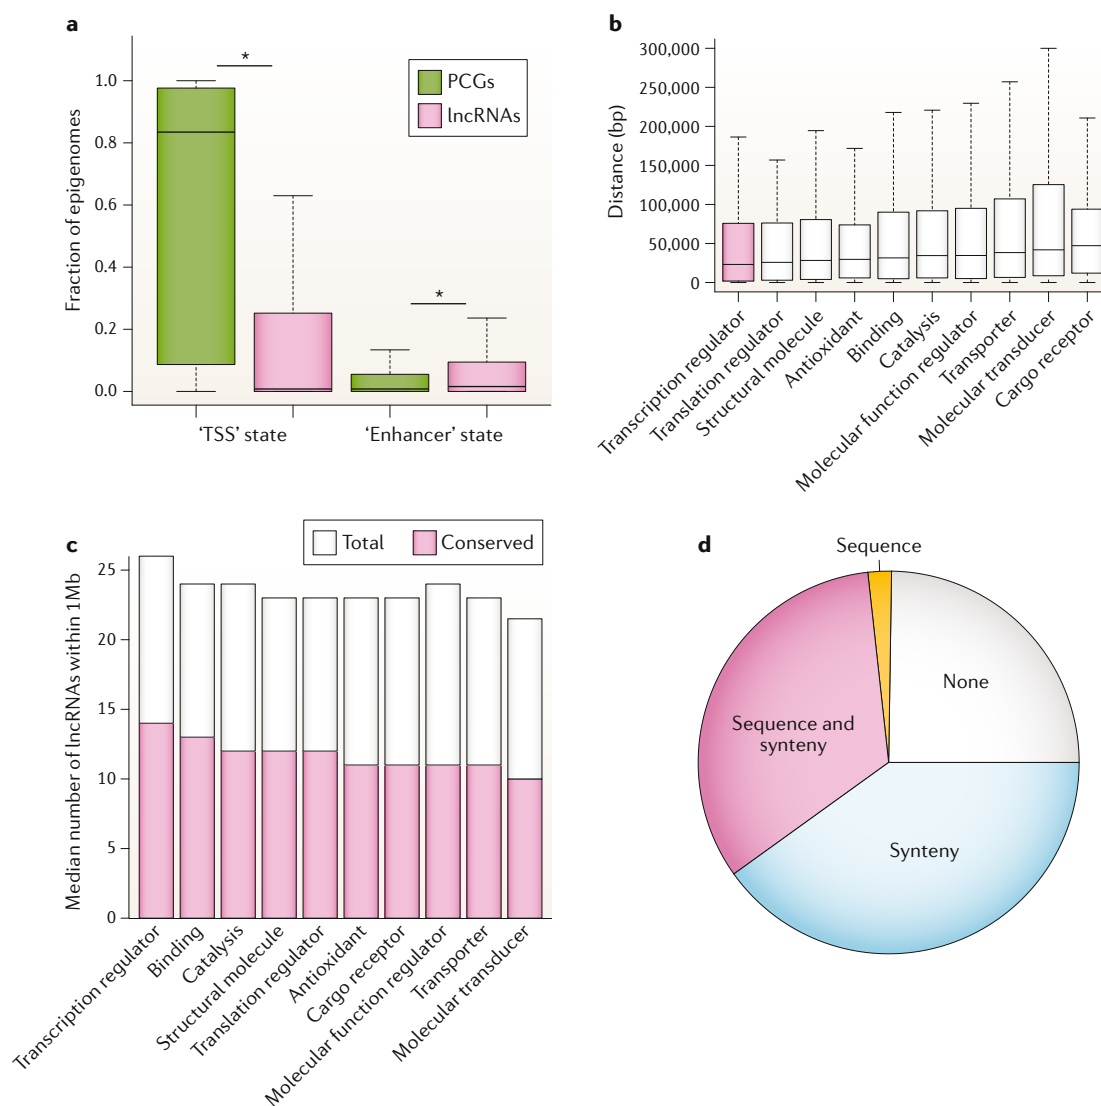 a
*
PCGs
lncRNAs
*
Fraction of epigenomes
1.0
0.8
0.6
0.4
0.2
0.0
‘TSS’ state
‘Enhancer’ state
b
Distance (bp)
300,000
250,000
200,000
150,000
100,000
50,000
0
Transcription regulator
Translation regulator
Structural molecule
Antioxidant
Binding
Catalysis
Molecular function regulator
Transporter
Molecular transducer
Cargo receptor
c
Total
Conserved
Median number of lncRNAs within 1Mb
25
20
15
10
5
0
Transcription regulator
Binding
Catalysis
Structural molecule
Translation regulator
Antioxidant
Cargo receptor
Molecular function regulator
Transporter
Molecular transducer
d
Sequence
None
Sequence and
synteny
Synteny